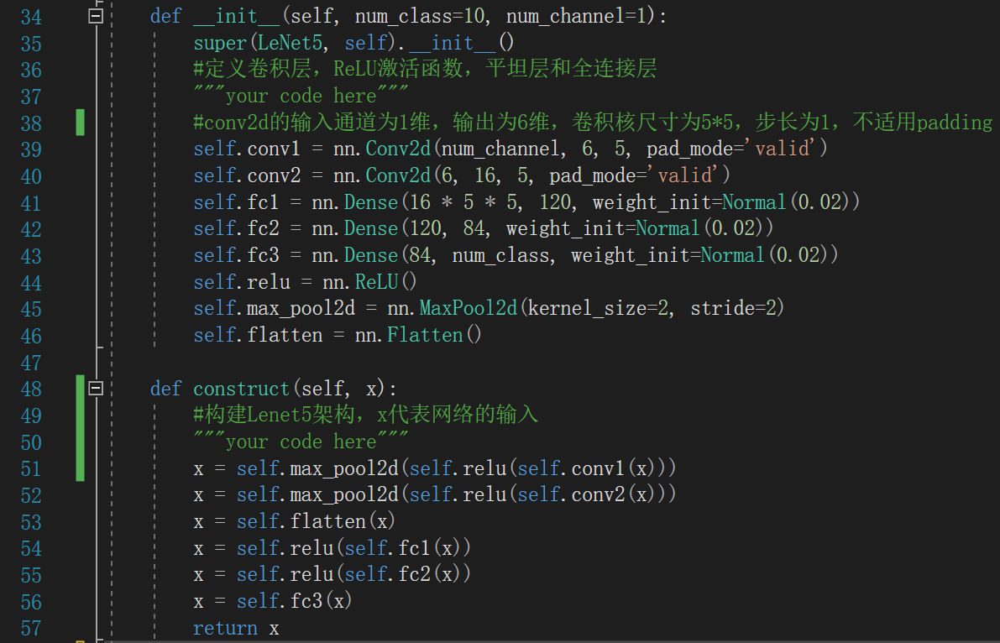 34 def __init__(self, num_class=10, num_channel=1):
35 super(LeNet5, self).__init__()
36 #定义卷积层，ReLU激活函数，平坦层和全连接层
37 """your code here"""
38 #conv2d的输入通道为1维，输出为6维，卷积核尺寸为5*5，步长为1，不适用padding
39 self.conv1 = nn.Conv2d(num_channel, 6, 5, pad_mode='valid')
40 self.conv2 = nn.Conv2d(6, 16, 5, pad_mode='valid')
41 self.fc1 = nn.Dense(16 * 5 * 5, 120, weight_init=Normal(0.02))
42 self.fc2 = nn.Dense(120, 84, weight_init=Normal(0.02))
43 self.fc3 = nn.Dense(84, num_class, weight_init=Normal(0.02))
44 self.relu = nn.ReLU()
45 self.max_pool2d = nn.MaxPool2d(kernel_size=2, stride=2)
46 self.flatten = nn.Flatten()
47
48 def construct(self, x):
49 #构建Lenet5架构，x代表网络的输入
50 """your code here"""
51 x = self.max_pool2d(self.relu(self.conv1(x)))
52 x = self.max_pool2d(self.relu(self.conv2(x)))
53 x = self.flatten(x)
54 x = self.relu(self.fc1(x))
55 x = self.relu(self.fc2(x))
56 x = self.fc3(x)
57 return x